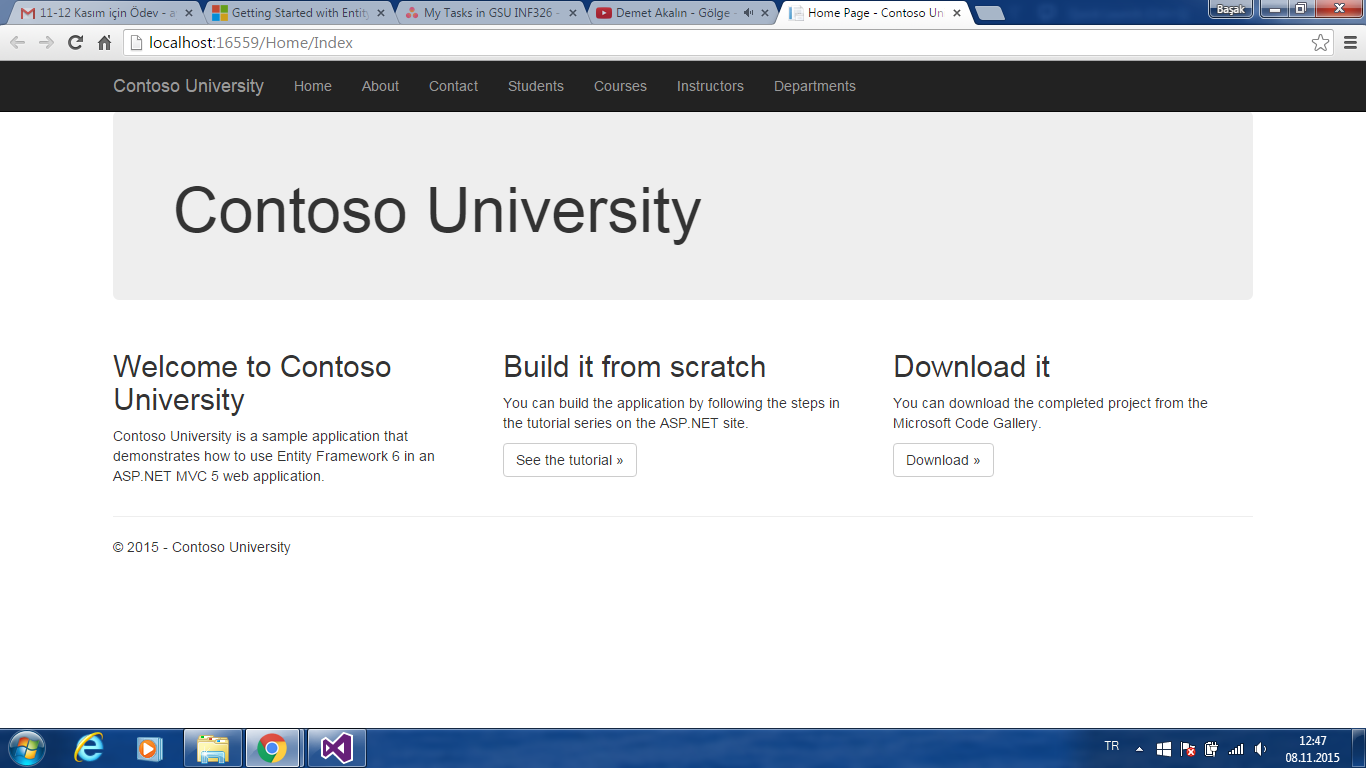 11-12 Kasım için Ödev - a
Getting Started with Entity
My Tasks in GSU INF326 -
Demet Akalın - Gölge -
Home Page - Contoso Un
Başak
localhost:16559/Home/Index
Contoso University Home About Contact Students Courses Instructors Departments
Contoso University
Welcome to Contoso
University
Contoso University is a sample application that
demonstrates how to use Entity Framework 6 in an
ASP.NET MVC 5 web application.
Build it from scratch
You can build the application by following the steps in
the tutorial series on the ASP.NET site.
See the tutorial »
Download it
You can download the completed project from the
Microsoft Code Gallery.
Download »
© 2015 - Contoso University
TR
12:47
08.11.2015